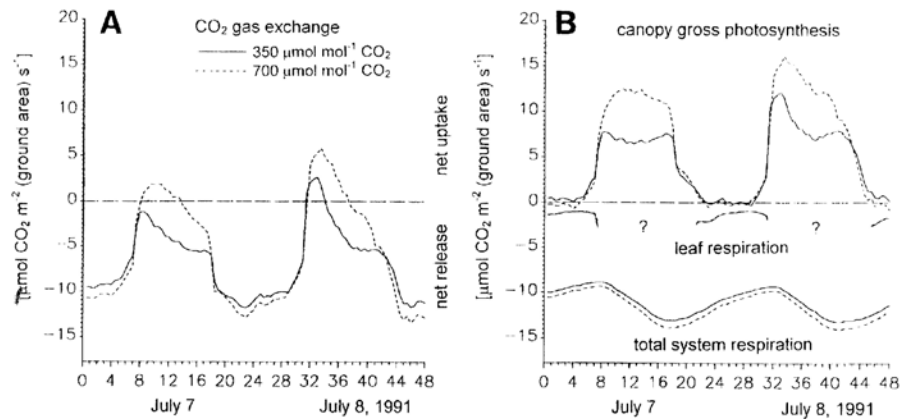 A
CO₂ gas exchange
350 µmol mol⁻¹ CO₂
700 µmol mol⁻¹ CO₂
[µmol CO₂ m⁻² (ground area) s⁻¹]
20
15
10
5
0
−5
−10
−15
net uptake
net release
0 4 8 12 16 20 24 28 32 36 40 44 48
July 7 July 8, 1991
B
canopy gross photosynthesis
[µmol CO₂ m⁻² (ground area) s⁻¹]
20
15
10
5
0
−5
−10
−15
? ?
leaf respiration
total system respiration
0 4 8 12 16 20 24 28 32 36 40 44 48
July 7 July 8, 1991